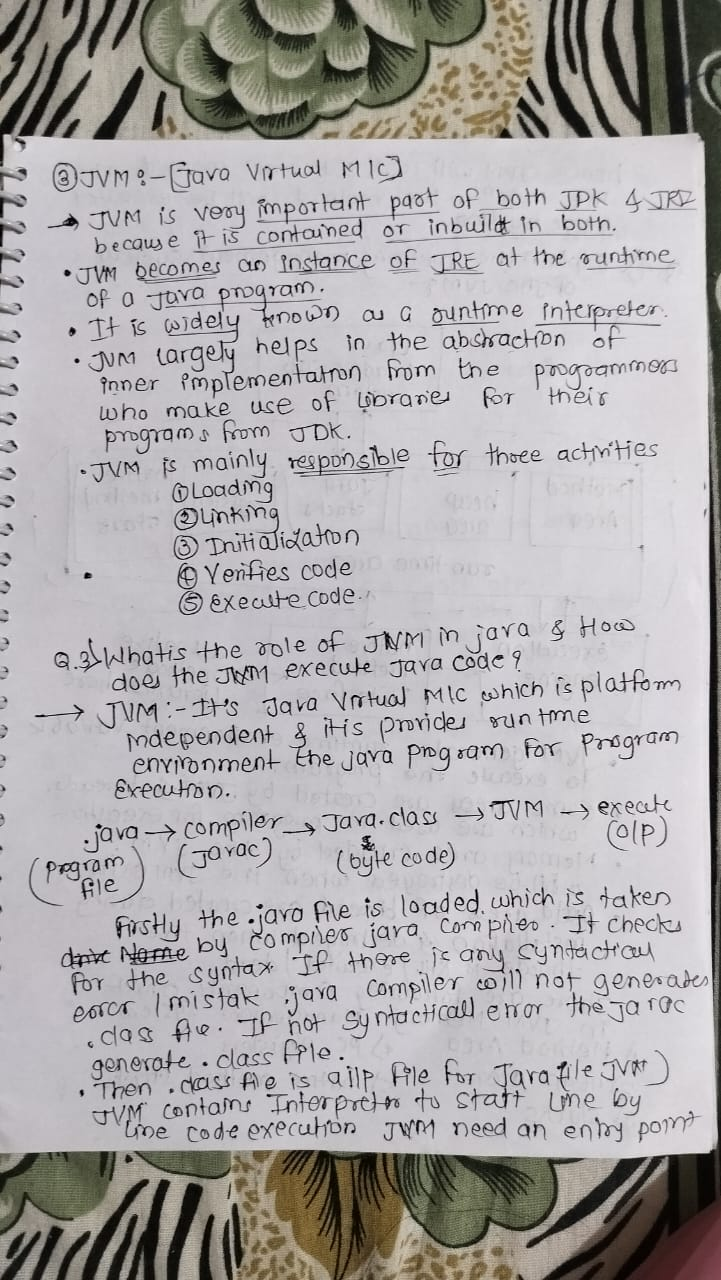 ③ JVM :- [Java Virtual M/c]
→ JVM is very important part of both JDK & JRE
because it is contained or inbuilt in both.
• JVM becomes an instance of JRE at the runtime
of a Java program.
• It is widely known as a runtime interpreter.
• JVM largely helps in the abstraction of
inner implementation from the programmers
who make use of libraries for their
programs from JDK.
• JVM is mainly responsible for three activities
① Loading
② Linking
③ Initialization
④ Verifies code
⑤ execute code.
Q.3) What is the role of JVM in java & How
does the JVM execute Java code?
→ JVM :- It's Java Virtual M/c which is platform
independent & it is provides run time
environment the java program for program
Execution.
java → compiler → Java.class → JVM → execute
(program file) (Javac) (byte code) (O/P)
Firstly the .java file is loaded. which is taken
by compiler java compiler. It checks
for the syntax If there is any syntactical
error / mistak .java compiler will not generates
.class file. If not syntacticall error the javac
generate .class file.
• Then .class file is a i/p file for Java file JVM)
JVM contains Interpreter to start line by
line code execution JVM need an entry point